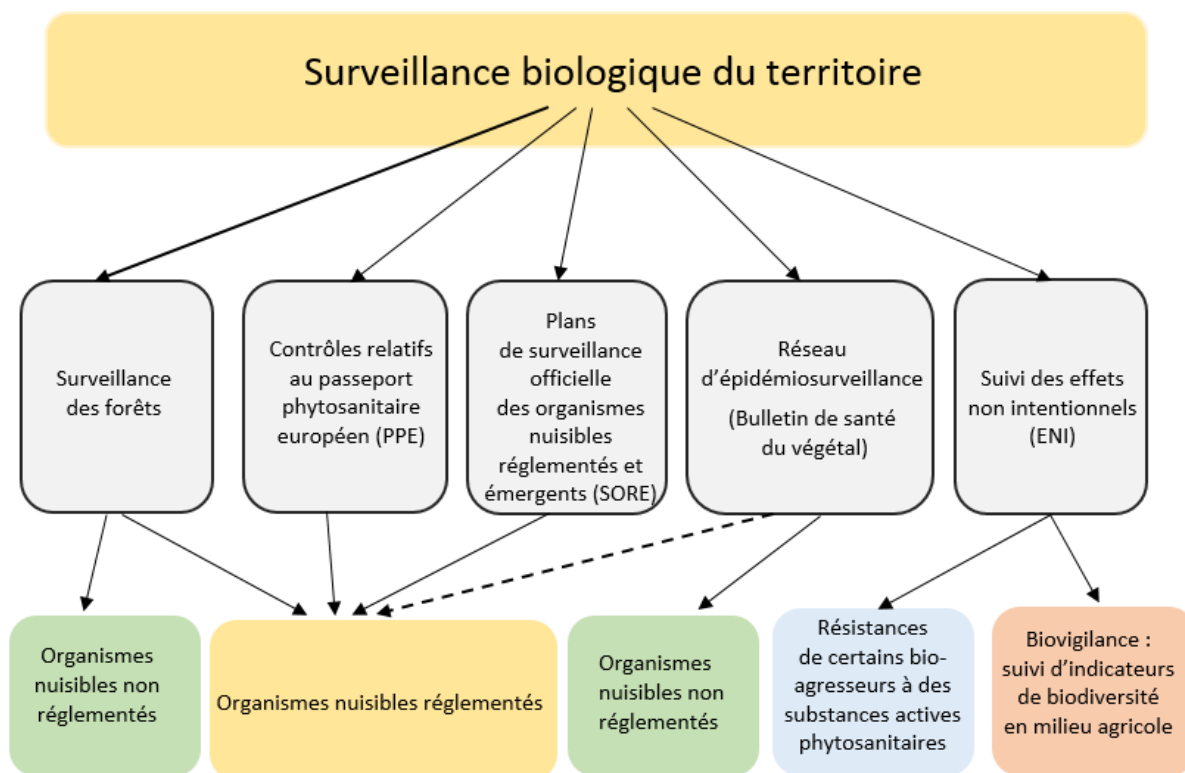 Surveillance biologique du territoire
Surveillance
des forêts
Contrôles relatifs
au passeport
phytosanitaire
européen (PPE)
Plans
de surveillance
officielle
des organismes
nuisibles
réglementés et
émergents (SORE)
Réseau
d’épidémiosurveillance
(Bulletin de santé
du végétal)
Suivi des effets
non intentionnels
(ENI)
Organismes
nuisibles non
réglementés
Organismes nuisibles réglementés
Organismes
nuisibles non
réglementés
Résistances
de certains bio-
agresseurs à des
substances actives
phytosanitaires
Biovigilance :
suivi d’indicateurs
de biodiversité
en milieu agricole